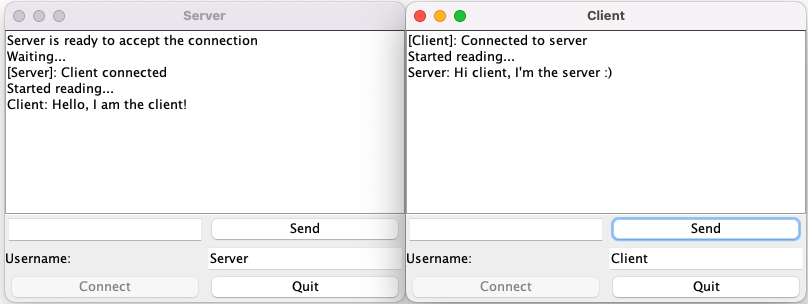 Server
Server is ready to accept the connection
Waiting...
[Server]: Client connected
Started reading...
Client: Hello, I am the client!
Send
Username:
Server
Connect
Quit
Client
[Client]: Connected to server
Started reading...
Server: Hi client, I'm the server :)
Send
Username:
Client
Connect
Quit